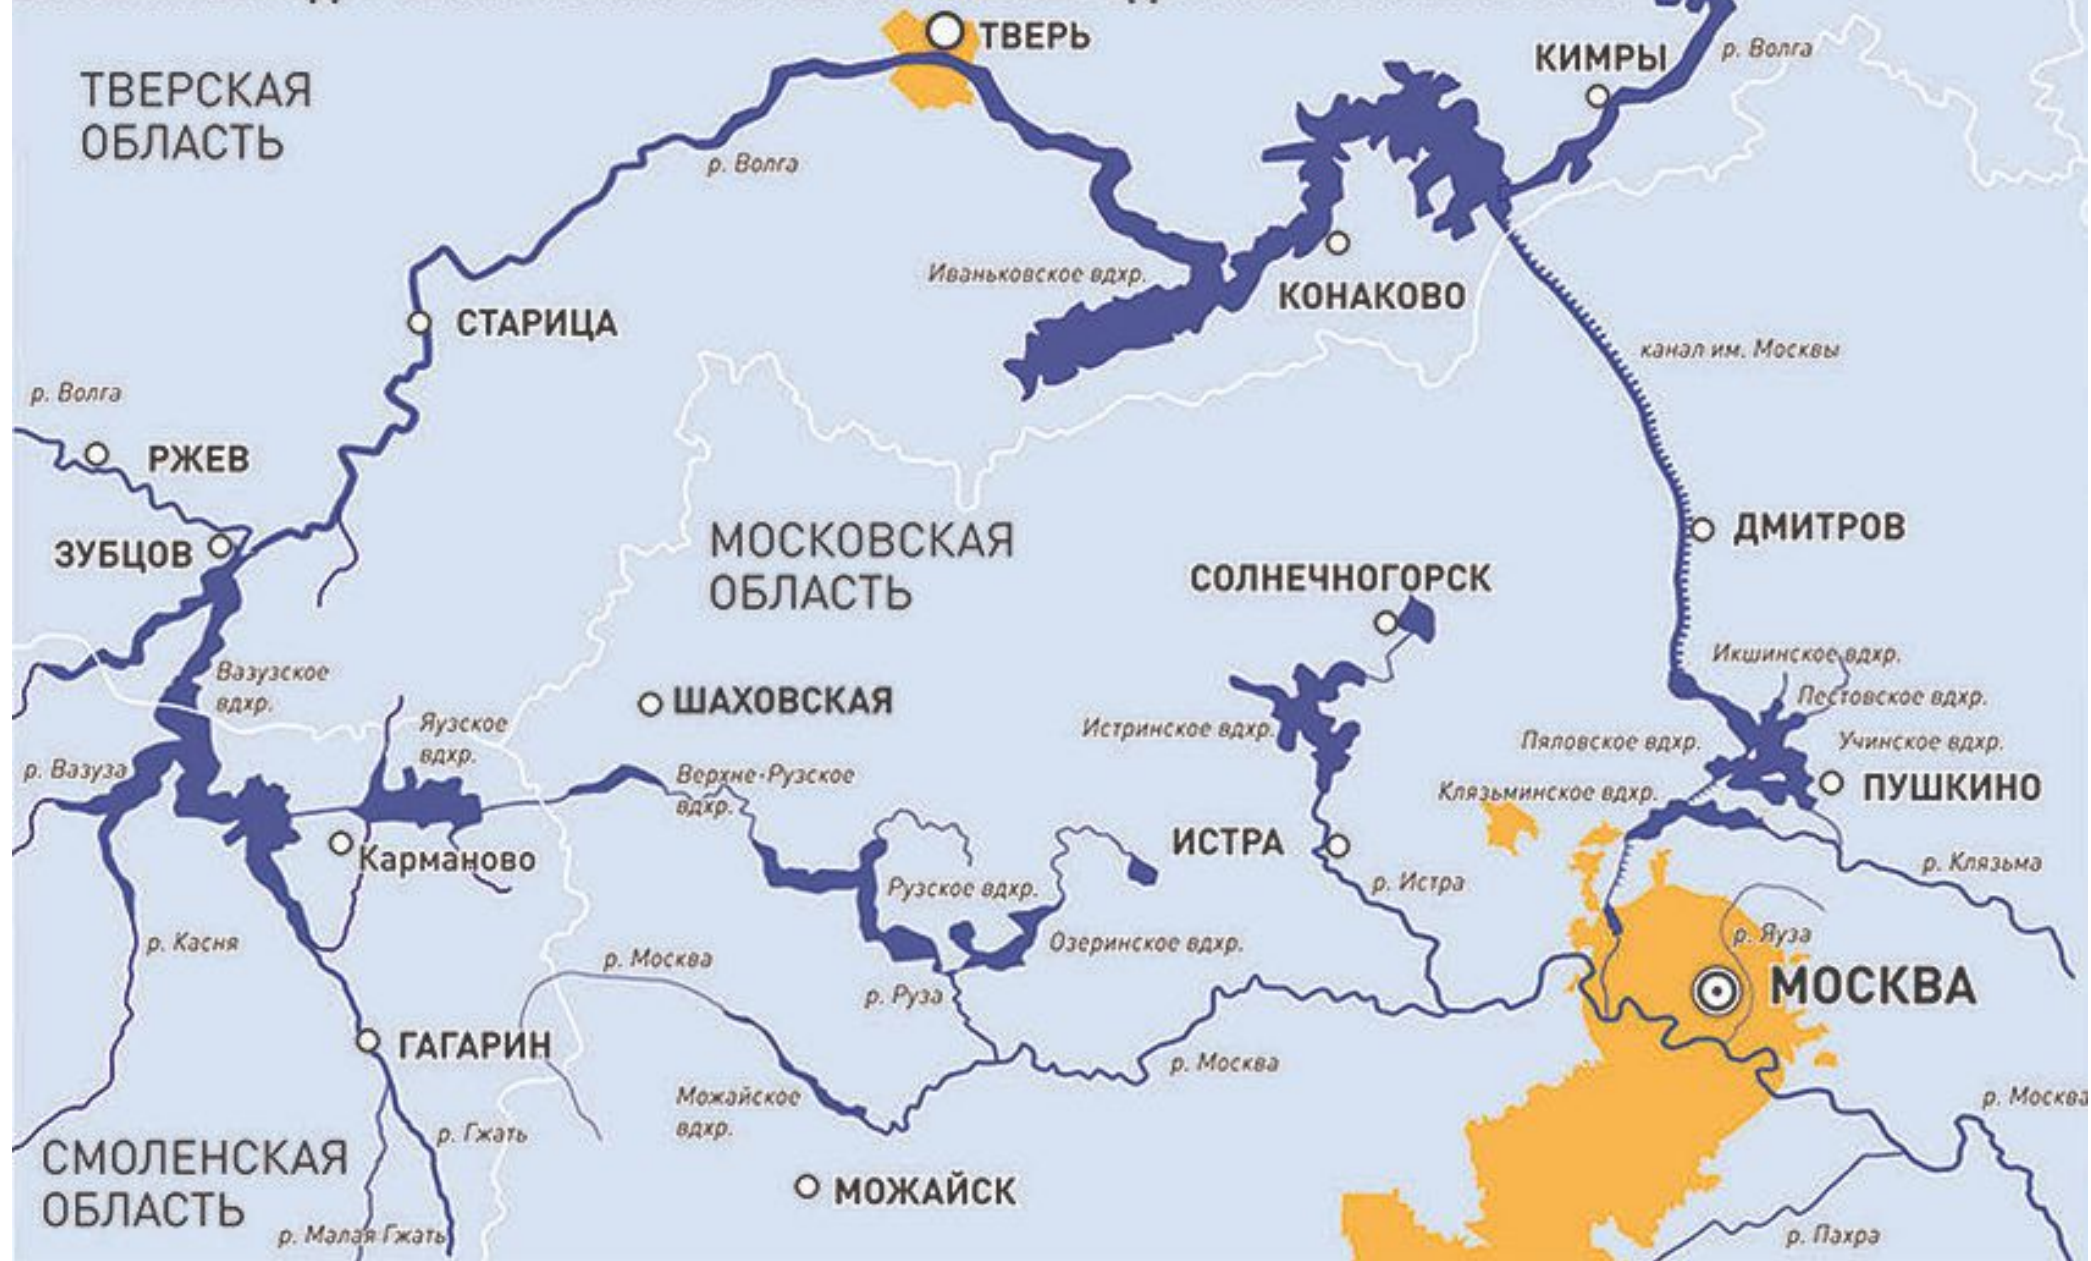 ТВЕРЬ
КИМРЫ
р. Волга
ТВЕРСКАЯ
ОБЛАСТЬ
р. Волга
Иваньковское вдхр.
КОНАКОВО
СТАРИЦА
канал им. Москвы
р. Волга
РЖЕВ
ЗУБЦОВ
МОСКОВСКАЯ
ОБЛАСТЬ
ДМИТРОВ
СОЛНЕЧНОГОРСК
Икшинское вдхр.
Вазузское
вдхр.
ШАХОВСКАЯ
Пестовское вдхр.
Яузское
вдхр.
Истринское вдхр.
Пяловское вдхр.
Учинское вдхр.
р. Вазуза
Верхне-Рузское
вдхр.
Клязьминское вдхр.
ПУШКИНО
ИСТРА
Карманово
р. Клязьма
р. Истра
Рузское вдхр.
р. Касня
Озеринское вдхр.
р. Яуза
р. Москва
р. Руза
МОСКВА
ГАГАРИН
р. Москва
Можайское
вдхр.
р. Москва
р. Гжать
СМОЛЕНСКАЯ
ОБЛАСТЬ
МОЖАЙСК
р. Малая Гжать
р. Пахра